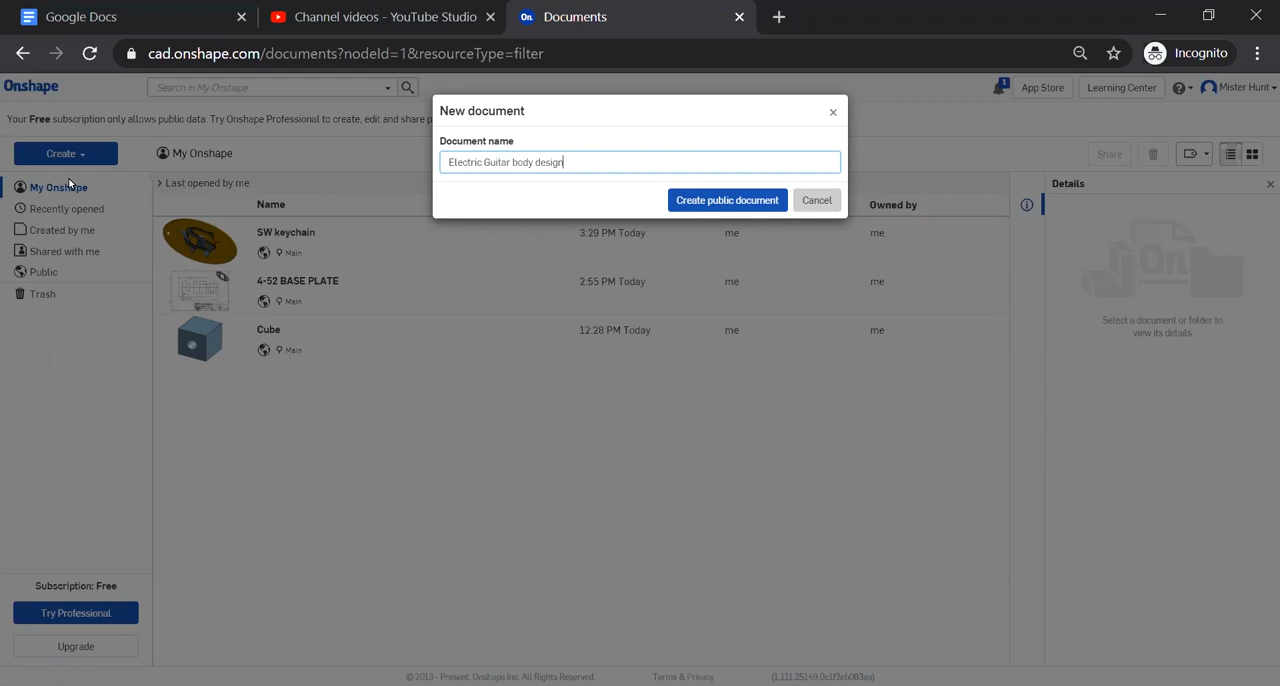 Google Docs
Channel videos - YouTube Studio
On Documents
cad.onshape.com/documents?nodeId=1&resourceType=filter
Incognito
Onshape
Search in My Onshape
1
App Store
Learning Center
Mister Hunt
Your Free subscription only allows public data. Try Onshape Professional to create, edit and share p
New document
Document name
Electric Guitar body design
Create public document
Cancel
Create
My Onshape
Share
My Onshape
Recently opened
Created by me
Shared with me
Public
Trash
Last opened by me
Name
Owned by
SW keychain
Main
3:29 PM Today
me
me
4-52 BASE PLATE
Main
2:55 PM Today
me
me
Cube
Main
12:28 PM Today
me
me
Details
On
Select a document or folder to
view its details
Subscription: Free
Try Professional
Upgrade
© 2013 - Present, Onshape Inc. All Rights Reserved.
Terms & Privacy